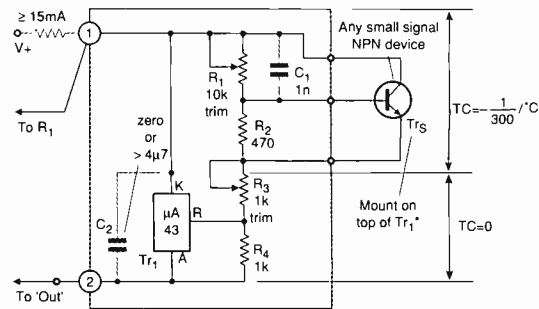 ≥ 15mA
V+
1
To R1
zero
or
> 4µ7
C2
K
µA
43
R
A
Tr1
R1
10k
trim
C1
1n
R2
470
R3
1k
trim
R4
1k
Any small signal
NPN device
TrS
Mount on
top of Tr1*
TC=-1/300/°C
TC=0
2
To 'Out'